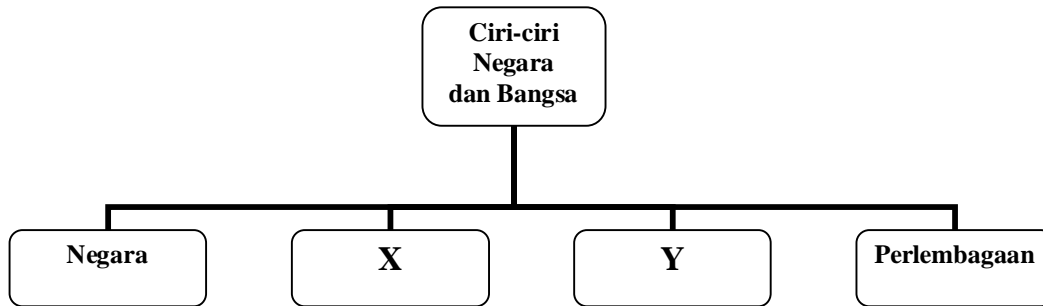 Ciri-ciri
Negara
dan Bangsa
Negara
X
Y
Perlembagaan